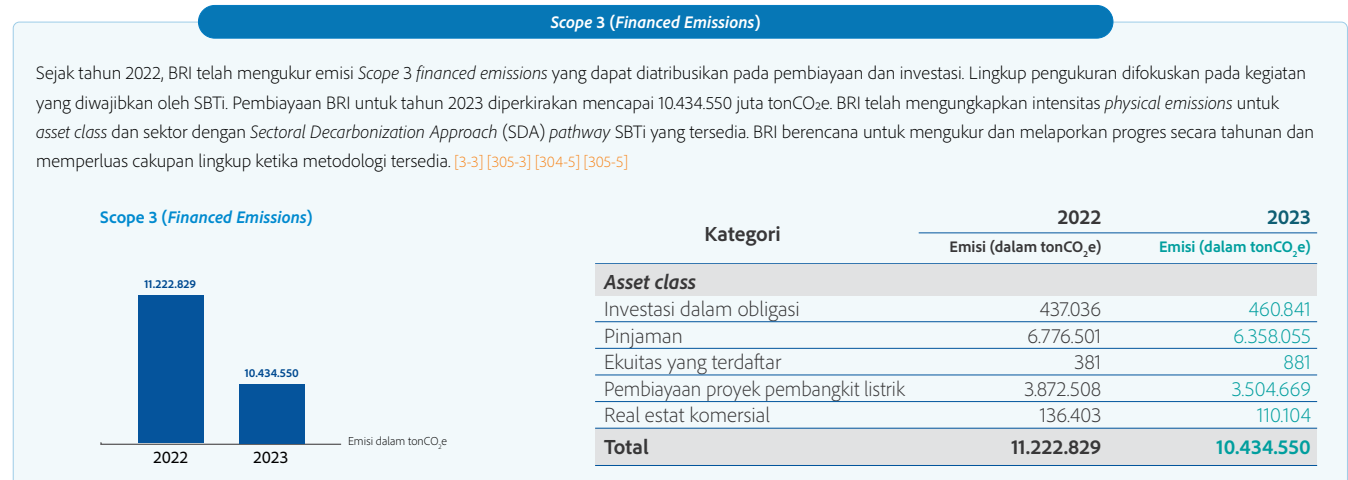 Scope 3 (Financed Emissions)
Sejak tahun 2022, BRI telah mengukur emisi Scope 3 financed emissions yang dapat diatribusikan pada pembiayaan dan investasi. Lingkup pengukuran difokuskan pada kegiatan
yang diwajibkan oleh SBTi. Pembiayaan BRI untuk tahun 2023 diperkirakan mencapai 10.434.550 juta tonCO₂e. BRI telah mengungkapkan intensitas physical emissions untuk
asset class dan sektor dengan Sectoral Decarbonization Approach (SDA) pathway SBTi yang tersedia. BRI berencana untuk mengukur dan melaporkan progres secara tahunan dan
memperluas cakupan lingkup ketika metodologi tersedia. [3-3] [305-3] [304-5] [305-5]
Scope 3 (Financed Emissions)
11.222.829
10.434.550
Emisi dalam tonCO₂e
2022 2023
Kategori 2022 2023
Emisi (dalam tonCO₂e) Emisi (dalam tonCO₂e)
Asset class
Investasi dalam obligasi 437.036 460.841
Pinjaman 6.776.501 6.358.055
Ekuitas yang terdaftar 381 881
Pembiayaan proyek pembangkit listrik 3.872.508 3.504.669
Real estat komersial 136.403 110.104
Total 11.222.829 10.434.550